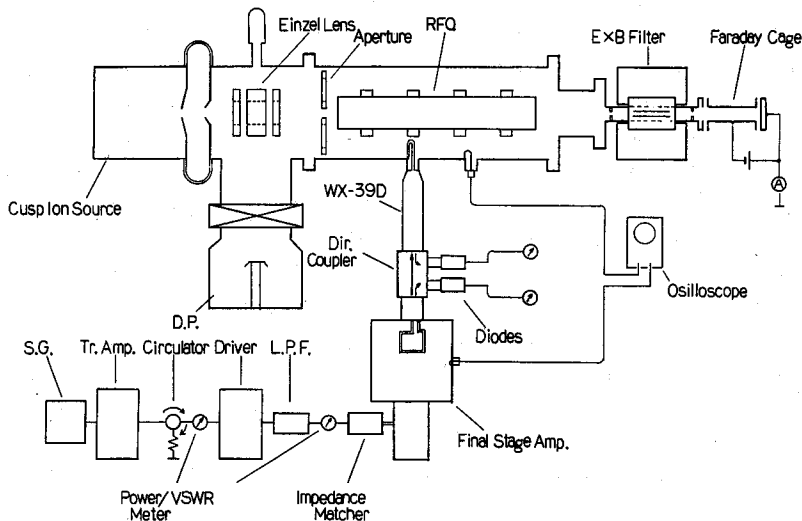 Einzel Lens
Aperture
RFQ
E×B Filter
Faraday Cage
Cusp Ion Source
WX-39D
A
Dir.
Coupler
Osilloscope
D.P.
Diodes
S.G.
Tr. Amp.
Circulator
Driver
L.P.F.
Final Stage Amp.
Power/VSWR
Meter
Impedance
Matcher